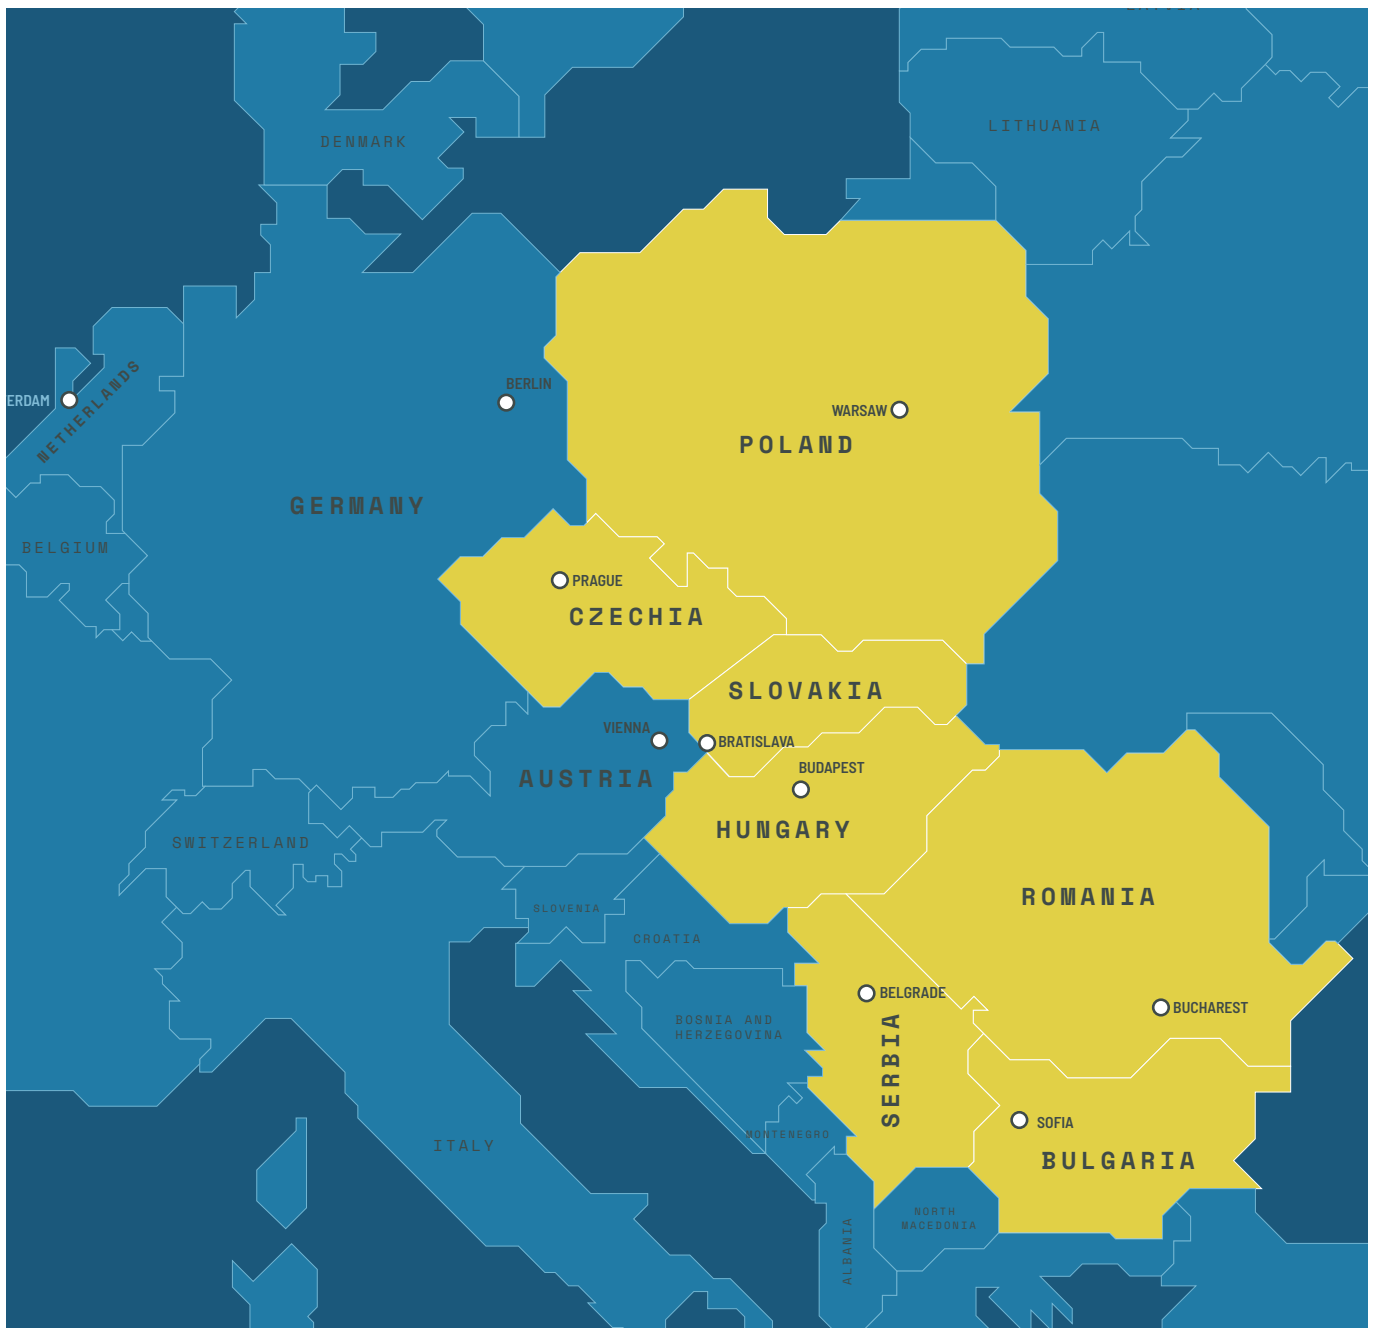 DENMARK
LITHUANIA
ERDAM
NETHERLANDS
BERLIN
WARSAW
POLAND
GERMANY
BELGIUM
PRAGUE
CZECHIA
SLOVAKIA
VIENNA
BRATISLAVA
BUDAPEST
AUSTRIA
HUNGARY
SWITZERLAND
ROMANIA
SLOVENIA
CROATIA
BELGRADE
BUCHAREST
BOSNIA AND
HERZEGOVINA
SERBIA
SOFIA
MONTENEGRO
ITALY
BULGARIA
NORTH
MACEDONIA
ALBANIA